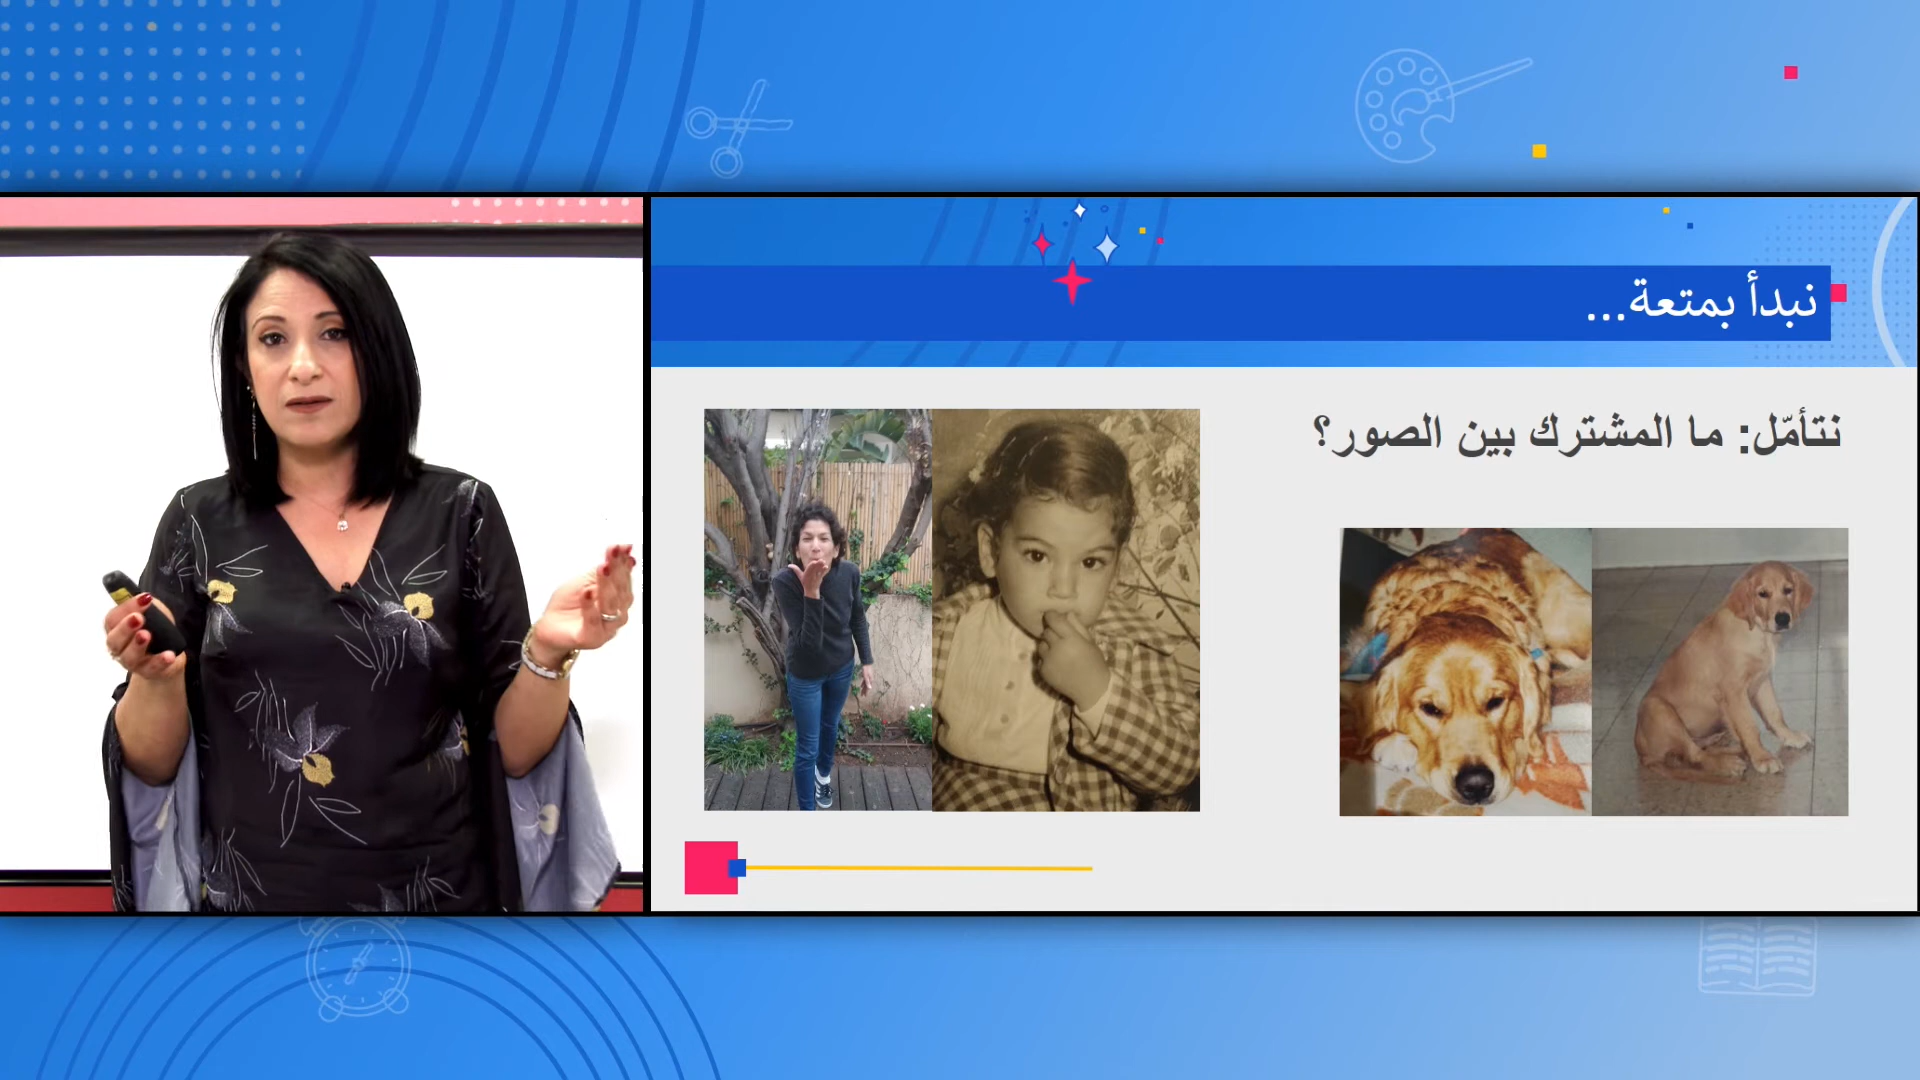 نبدأ بمتعة...
نتأمّل: ما المشترك بين الصور؟